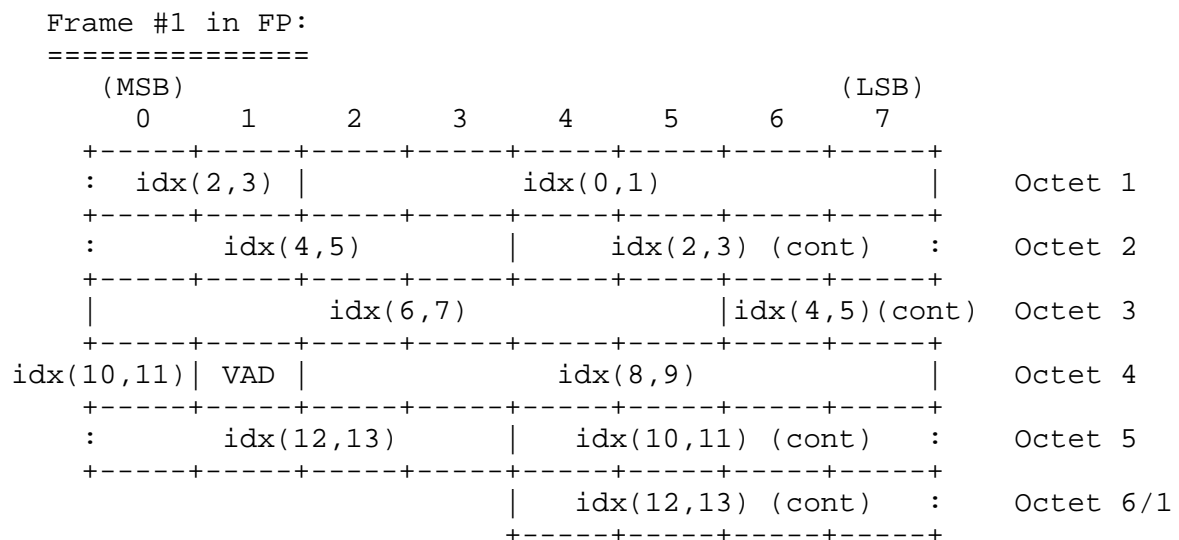 Frame #1 in FP:
===============
(MSB) (LSB)
0 1 2 3 4 5 6 7
+-----+-----+-----+-----+-----+-----+-----+-----+
: idx(2,3) | idx(0,1) | Octet 1
+-----+-----+-----+-----+-----+-----+-----+-----+
: idx(4,5) | idx(2,3) (cont) : Octet 2
+-----+-----+-----+-----+-----+-----+-----+-----+
| idx(6,7) |idx(4,5)(cont) Octet 3
+-----+-----+-----+-----+-----+-----+-----+-----+
idx(10,11)| VAD | idx(8,9) | Octet 4
+-----+-----+-----+-----+-----+-----+-----+-----+
: idx(12,13) | idx(10,11) (cont) : Octet 5
+-----+-----+-----+-----+-----+-----+-----+-----+
| idx(12,13) (cont) : Octet 6/1
+-----+-----+-----+-----+